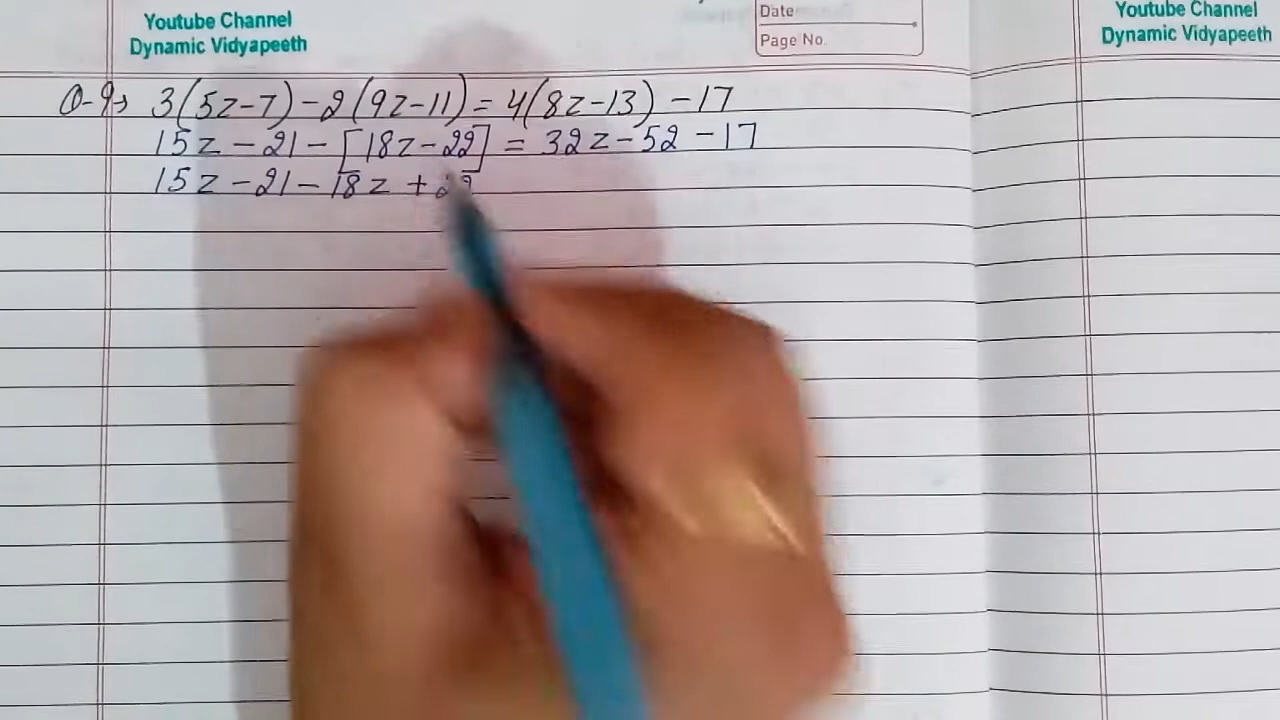 Youtube Channel
Dynamic Vidyapeeth
Date
Page No.
Youtube Channel
Dynamic Vidyapeeth
Q-9→ 3(5z-7)-2(9z-11)=4(8z-13)-17
15z-21-[18z-22]=32z-52-17
15z-21-18z+22